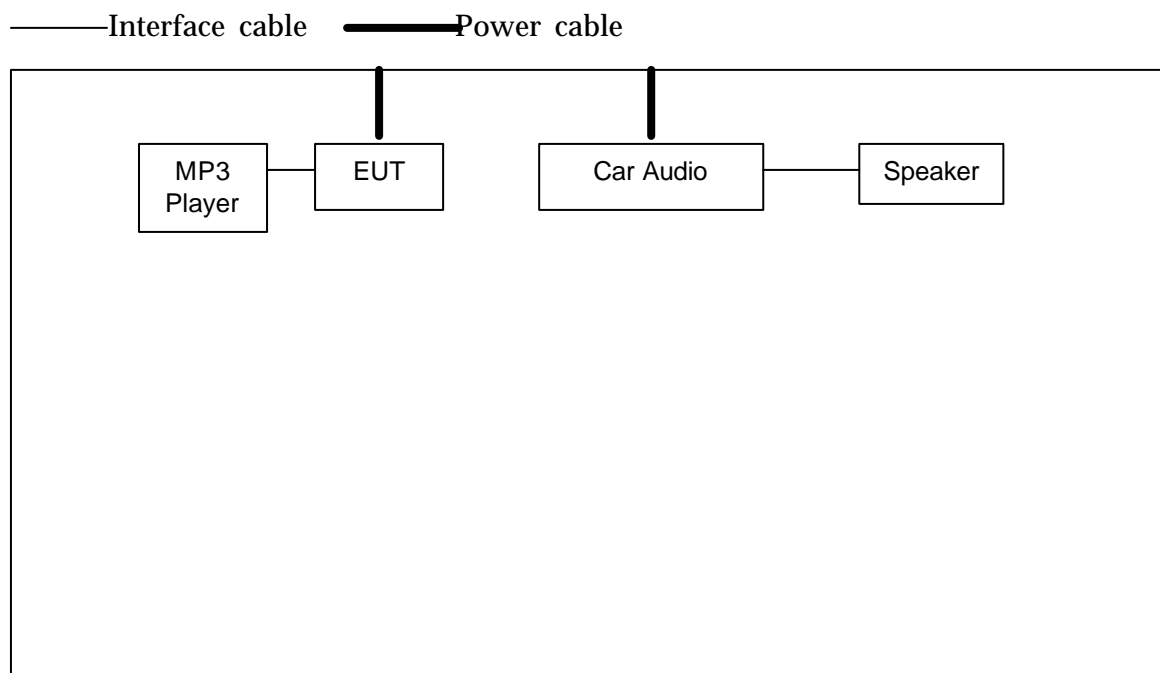 Interface cable Power cable
MP3
Player
EUT
Car Audio
Speaker